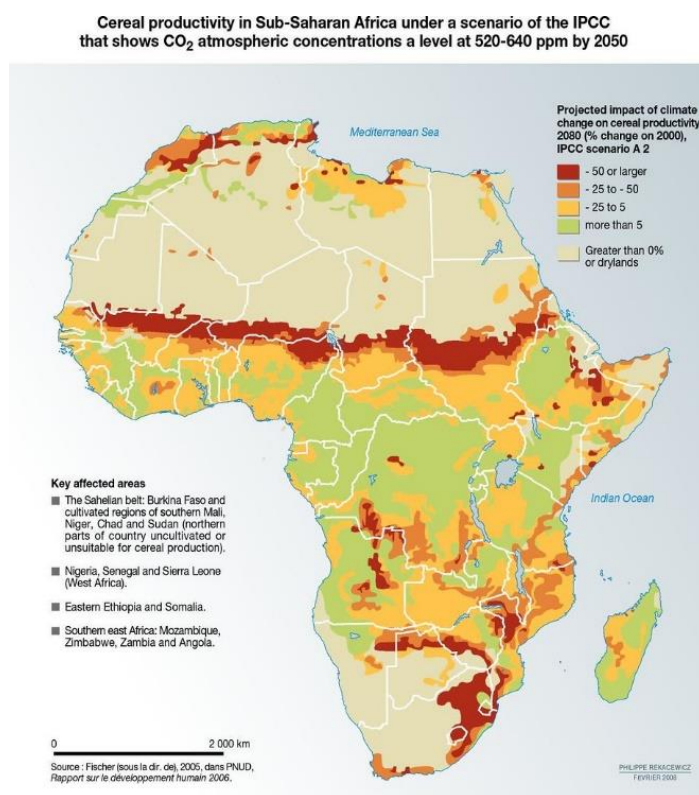 Cereal productivity in Sub-Saharan Africa under a scenario of the IPCC
that shows CO₂ atmospheric concentrations a level at 520-640 ppm by 2050
Mediterranean Sea
Projected impact of climate
change on cereal productivity
2080 (% change on 2000),
IPCC scenario A 2
- 50 or larger
- 25 to - 50
- 25 to 5
more than 5
Greater than 0%
or drylands
Indian Ocean
Key affected areas
The Sahelian belt: Burkina Faso and
cultivated regions of southern Mali,
Niger, Chad and Sudan (northern
parts of country uncultivated or
unsuitable for cereal production).
Nigeria, Senegal and Sierra Leone
(West Africa).
Eastern Ethiopia and Somalia.
Southern east Africa: Mozambique,
Zimbabwe, Zambia and Angola.
0 2 000 km
Source : Fischer (sous la dir. de), 2005, dans PNUD,
Rapport sur le développement humain 2006.
PHILIPPE REKACEWICZ
FÉVRIER 2008